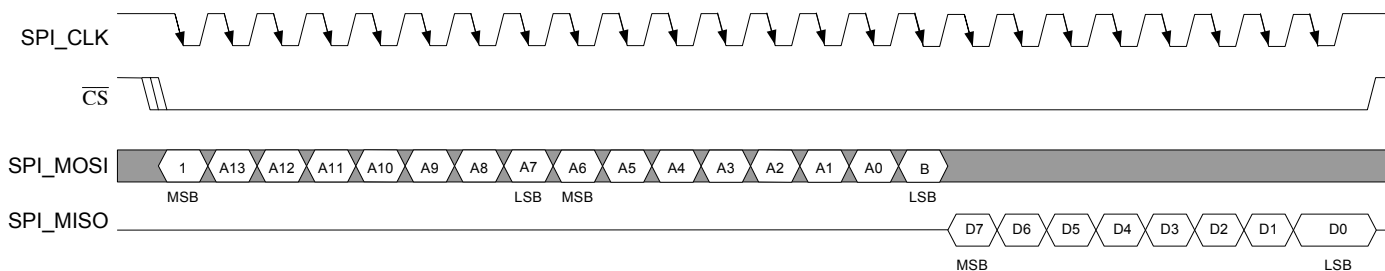 SPI_CLK
CS
SPI_MOSI 1 A13 A12 A11 A10 A9 A8 A7 A6 A5 A4 A3 A2 A1 A0 B
MSB LSB MSB LSB
SPI_MISO D7 D6 D5 D4 D3 D2 D1 D0
MSB LSB